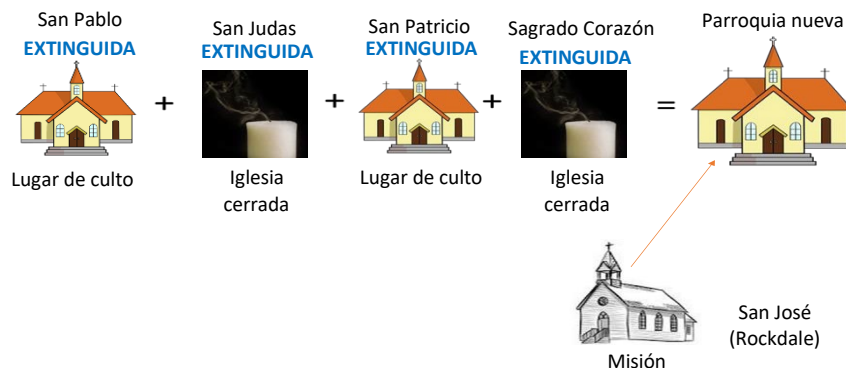 San Pablo
EXTINGUIDA
Lugar de culto
+
San Judas
EXTINGUIDA
Iglesia
cerrada
+
San Patricio
EXTINGUIDA
Lugar de culto
+
Sagrado Corazón
EXTINGUIDA
Iglesia
cerrada
=
Parroquia nueva
San José
(Rockdale)
Misión